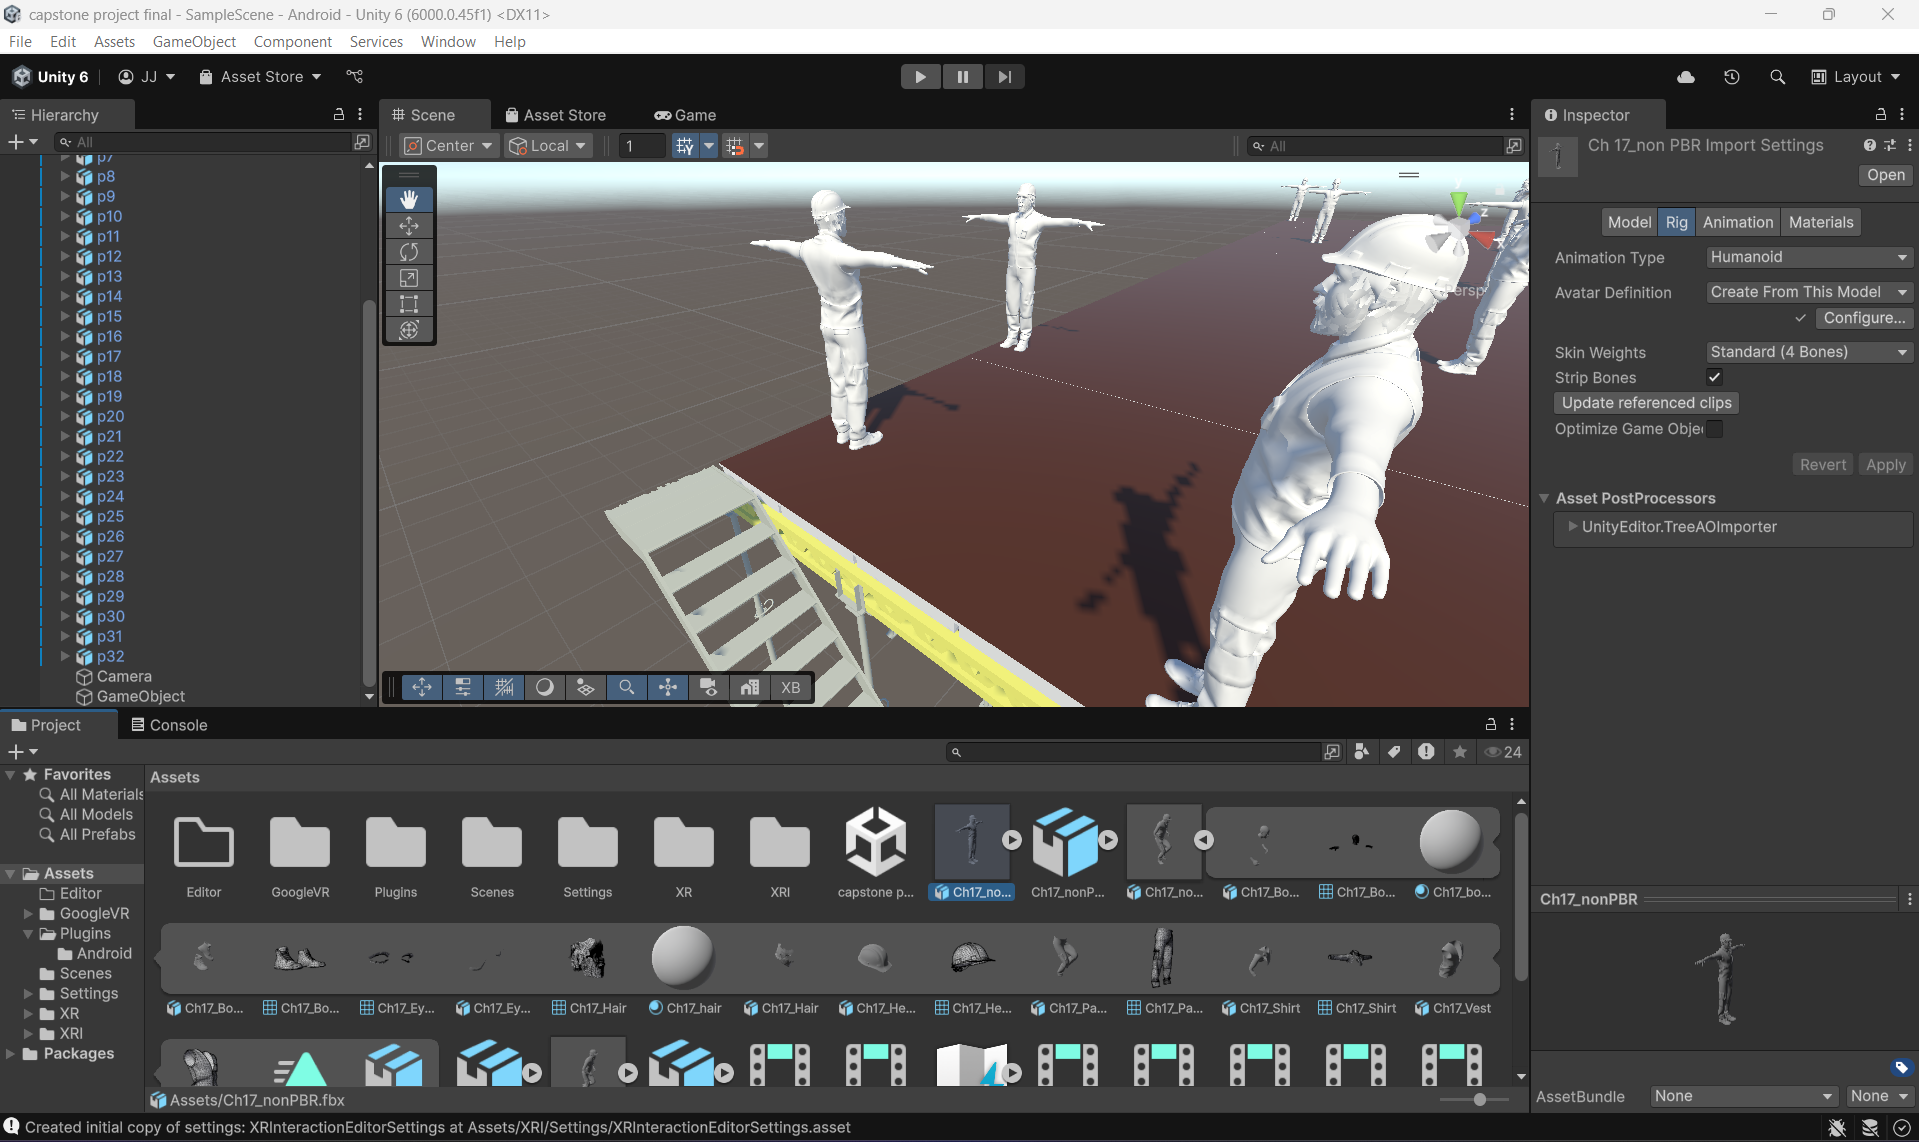 capstone project final - SampleScene - Android - Unity 6 (6000.0.45f1) <DX11>
File Edit Assets GameObject Component Services Window Help
Unity 6 JJ Asset Store Layout
Hierarchy
All
p7
p8
p9
p10
p11
p12
p13
p14
p15
p16
p17
p18
p19
p20
p21
p22
p23
p24
p25
p26
p27
p28
p29
p30
p31
p32
Camera
GameObject
Scene Asset Store Game
Center Local 1 All
z
x
Persp
XB
Inspector
Ch 17_non PBR Import Settings
Open
Model Rig Animation Materials
Animation Type Humanoid
Avatar Definition Create From This Model
Configure...
Skin Weights Standard (4 Bones)
Strip Bones
Update referenced clips
Optimize Game Obje
Revert Apply
Asset PostProcessors
UnityEditor.TreeAOImporter
Project Console
24
Favorites
All Materials
All Models
All Prefabs
Assets
Editor
GoogleVR
Plugins
Android
Scenes
Settings
XR
XRI
Packages
Assets
Editor GoogleVR Plugins Scenes Settings XR XRI capstone p... Ch17_no... Ch17_nonP... Ch17_no... Ch17_Bo... Ch17_Bo... Ch17_bo...
Ch17_Bo... Ch17_Bo... Ch17_Ey... Ch17_Ey... Ch17_Hair Ch17_hair Ch17_Hair Ch17_He... Ch17_He... Ch17_Pa... Ch17_Pa... Ch17_Shirt Ch17_Shirt Ch17_Vest
Assets/Ch17_nonPBR.fbx
Ch17_nonPBR
AssetBundle None None
Created initial copy of settings: XRInteractionEditorSettings at Assets/XRI/Settings/XRInteractionEditorSettings.asset